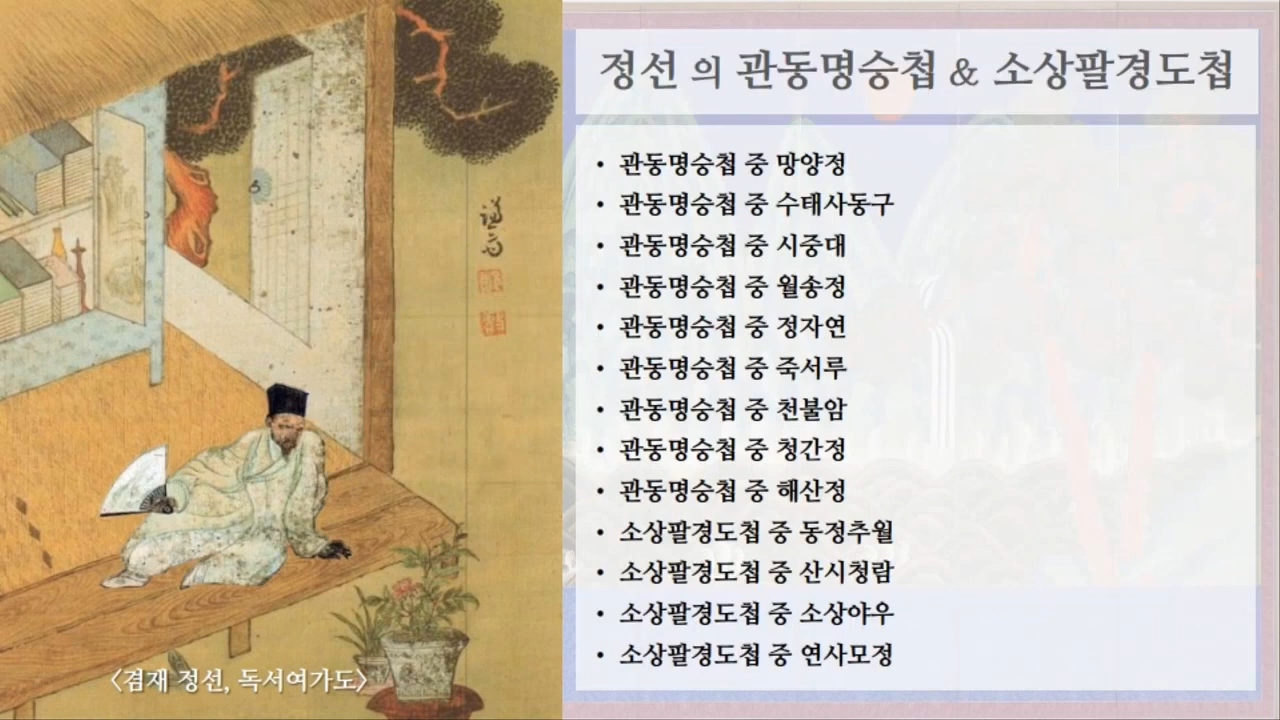 정선 의 관동명승첩 & 소상팔경도첩
• 관동명승첩 중 망양정
• 관동명승첩 중 수태사동구
• 관동명승첩 중 시중대
• 관동명승첩 중 월송정
• 관동명승첩 중 정자연
• 관동명승첩 중 죽서루
• 관동명승첩 중 천불암
• 관동명승첩 중 청간정
• 관동명승첩 중 해산정
• 소상팔경도첩 중 동정추월
• 소상팔경도첩 중 산시청람
• 소상팔경도첩 중 소상야우
• 소상팔경도첩 중 연사모정
謙斎
<겸재 정선, 독서여가도>